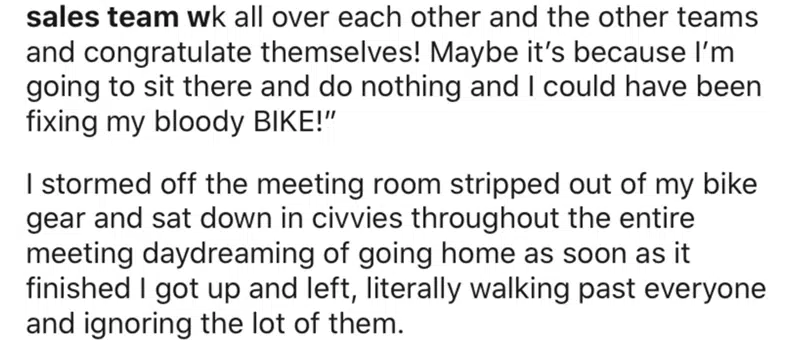 sales team wk all over each other and the other teams
and congratulate themselves! Maybe it's because I'm
going to sit there and do nothing and I could have been
fixing my bloody BIKE!"
I stormed off the meeting room stripped out of my bike
gear and sat down in civvies throughout the entire
meeting daydreaming of going home as soon as it
finished I got up and left, literally walking past everyone
and ignoring the lot of them.